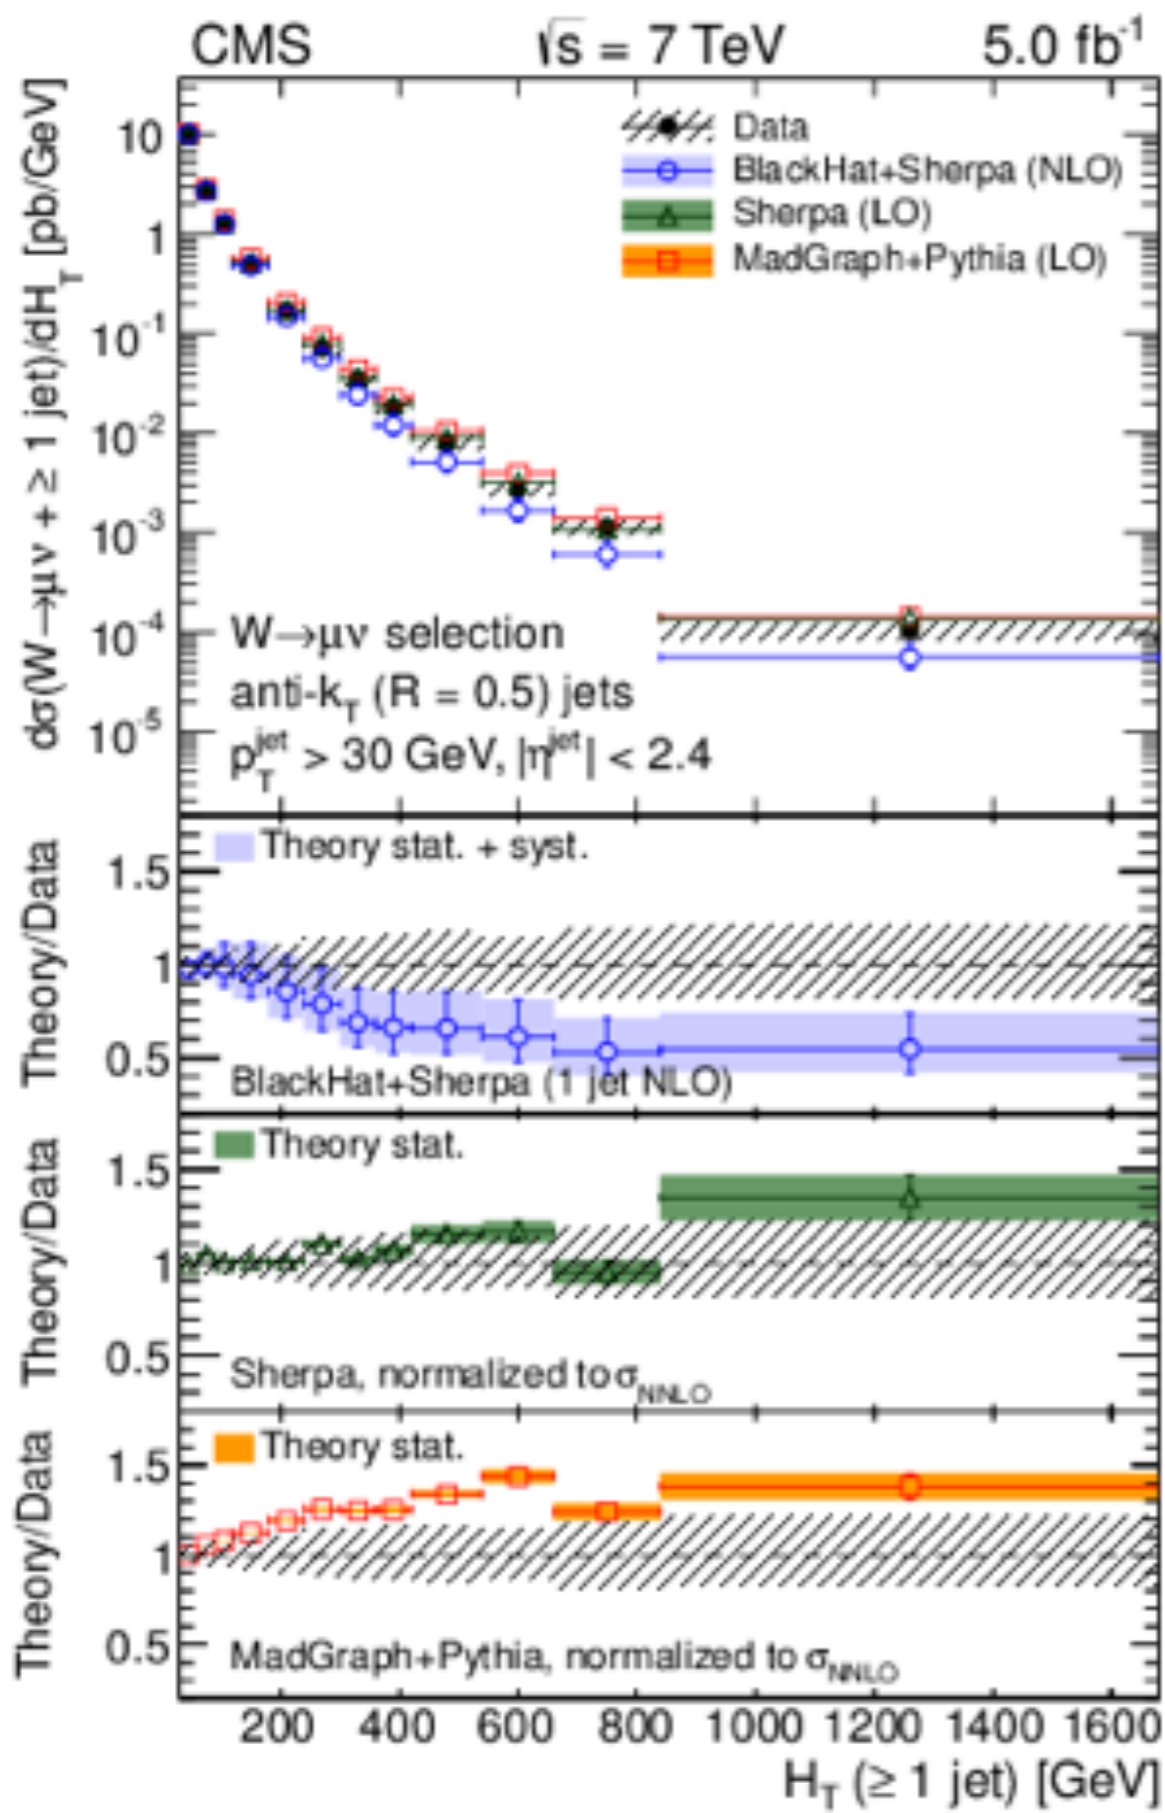 CMS √s = 7 TeV 5.0 fb⁻¹
dσ(W→μν + ≥ 1 jet)/dH_T [pb/GeV]
10
1
10⁻¹
10⁻²
10⁻³
10⁻⁴
10⁻⁵
Data
BlackHat+Sherpa (NLO)
Sherpa (LO)
MadGraph+Pythia (LO)
W→μν selection
anti-k_T (R = 0.5) jets
p_T^jet > 30 GeV, |η^jet| < 2.4
Theory/Data
1.5
1
0.5
Theory stat. + syst.
BlackHat+Sherpa (1 jet NLO)
Theory/Data
1.5
1
0.5
Theory stat.
Sherpa, normalized to σ_NNLO
Theory/Data
1.5
1
0.5
Theory stat.
MadGraph+Pythia, normalized to σ_NNLO
200 400 600 800 1000 1200 1400 1600
H_T (≥ 1 jet) [GeV]